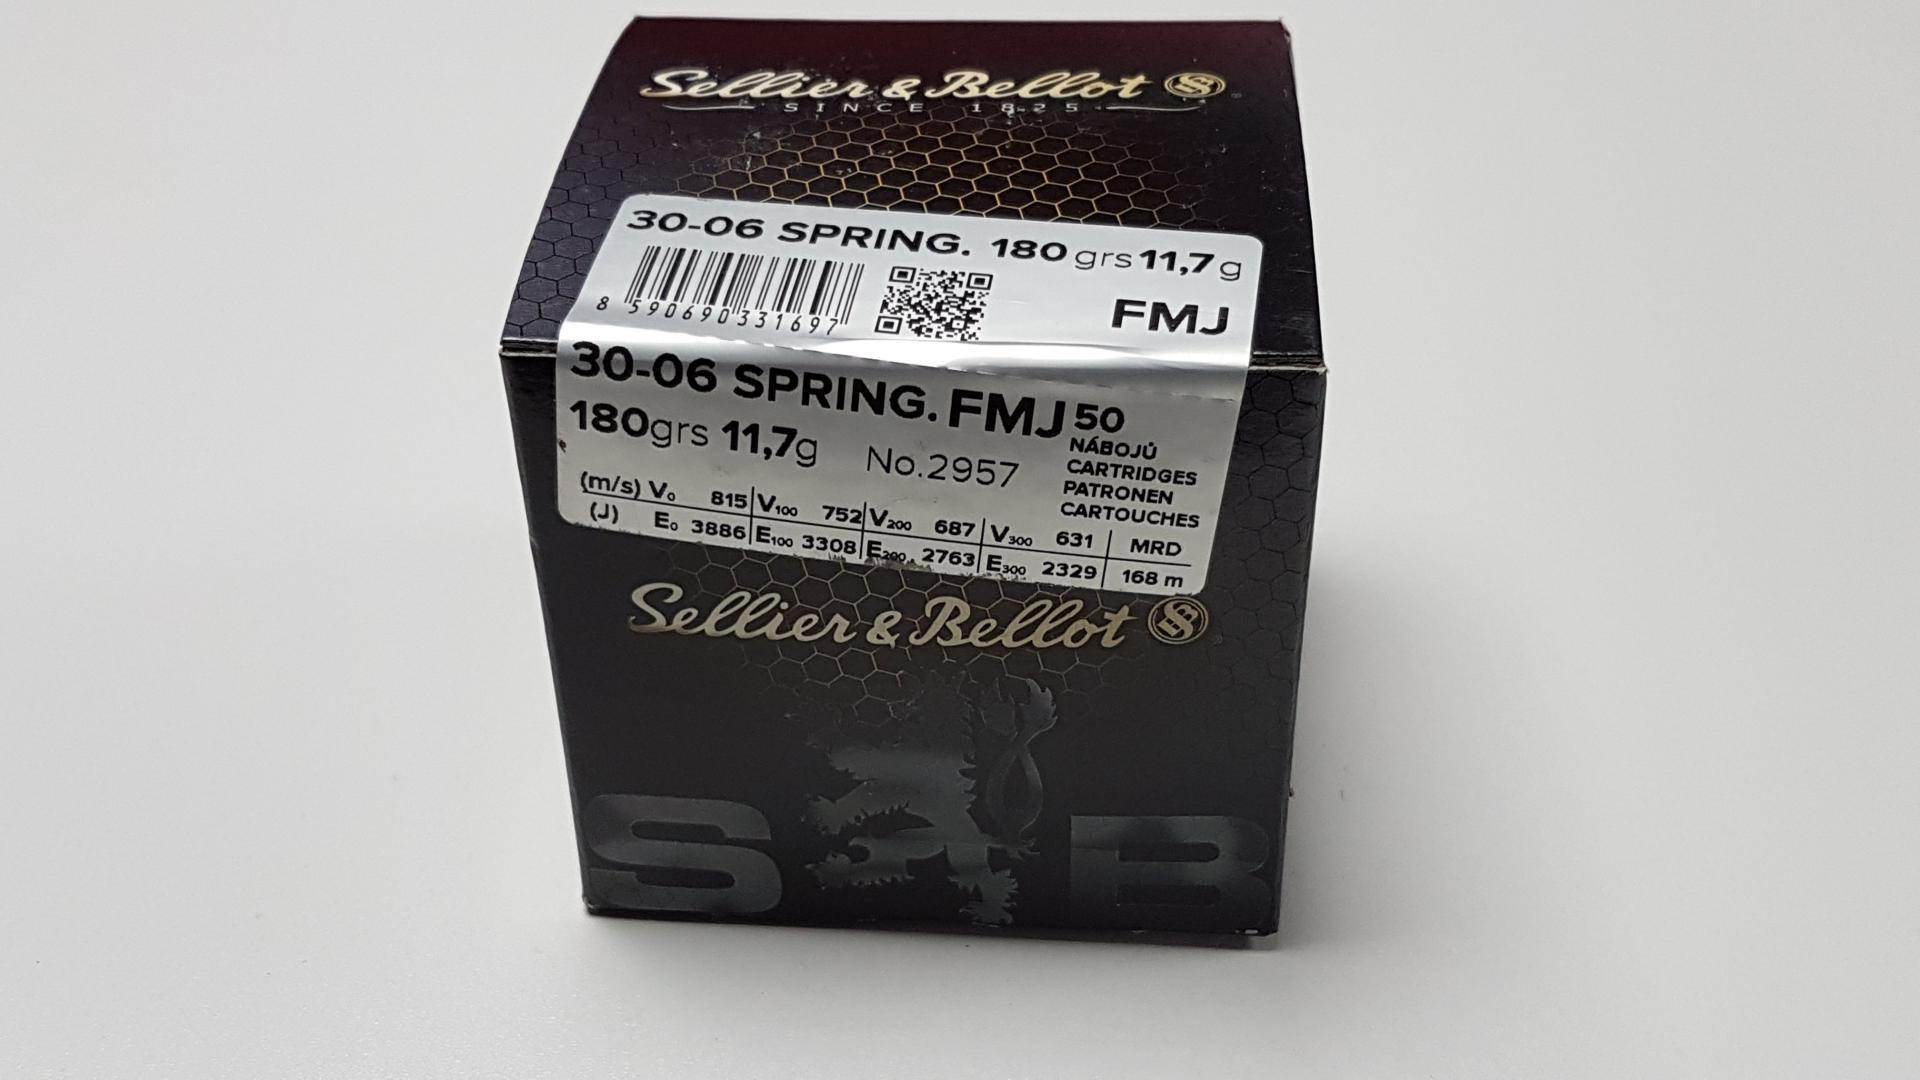 Sellier & Bellot SB
SINCE 1825
30-06 SPRING. 180 grs 11,7 g
8 590690 331697
FMJ
30-06 SPRING. FMJ 50
NÁBOJŮ
180grs 11,7g No.2957
CARTRIDGES
PATRONEN
CARTOUCHES
(m/s) V₀ 815 V₁₀₀ 752 V₂₀₀ 687 V₃₀₀ 631 MRD
(J) E₀ 3886 E₁₀₀ 3308 E₂₀₀ 2763 E₃₀₀ 2329 168 m
Sellier & Bellot SB
S B